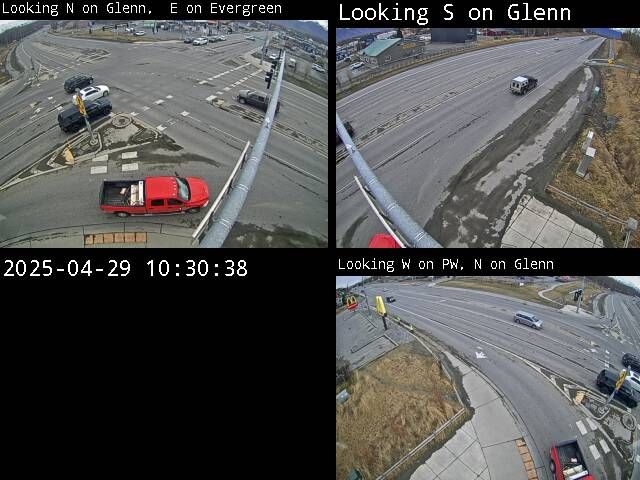 Looking N on Glenn, E on Evergreen
Looking S on Glenn
2025-04-29 10:30:38
Looking W on PW, N on Glenn